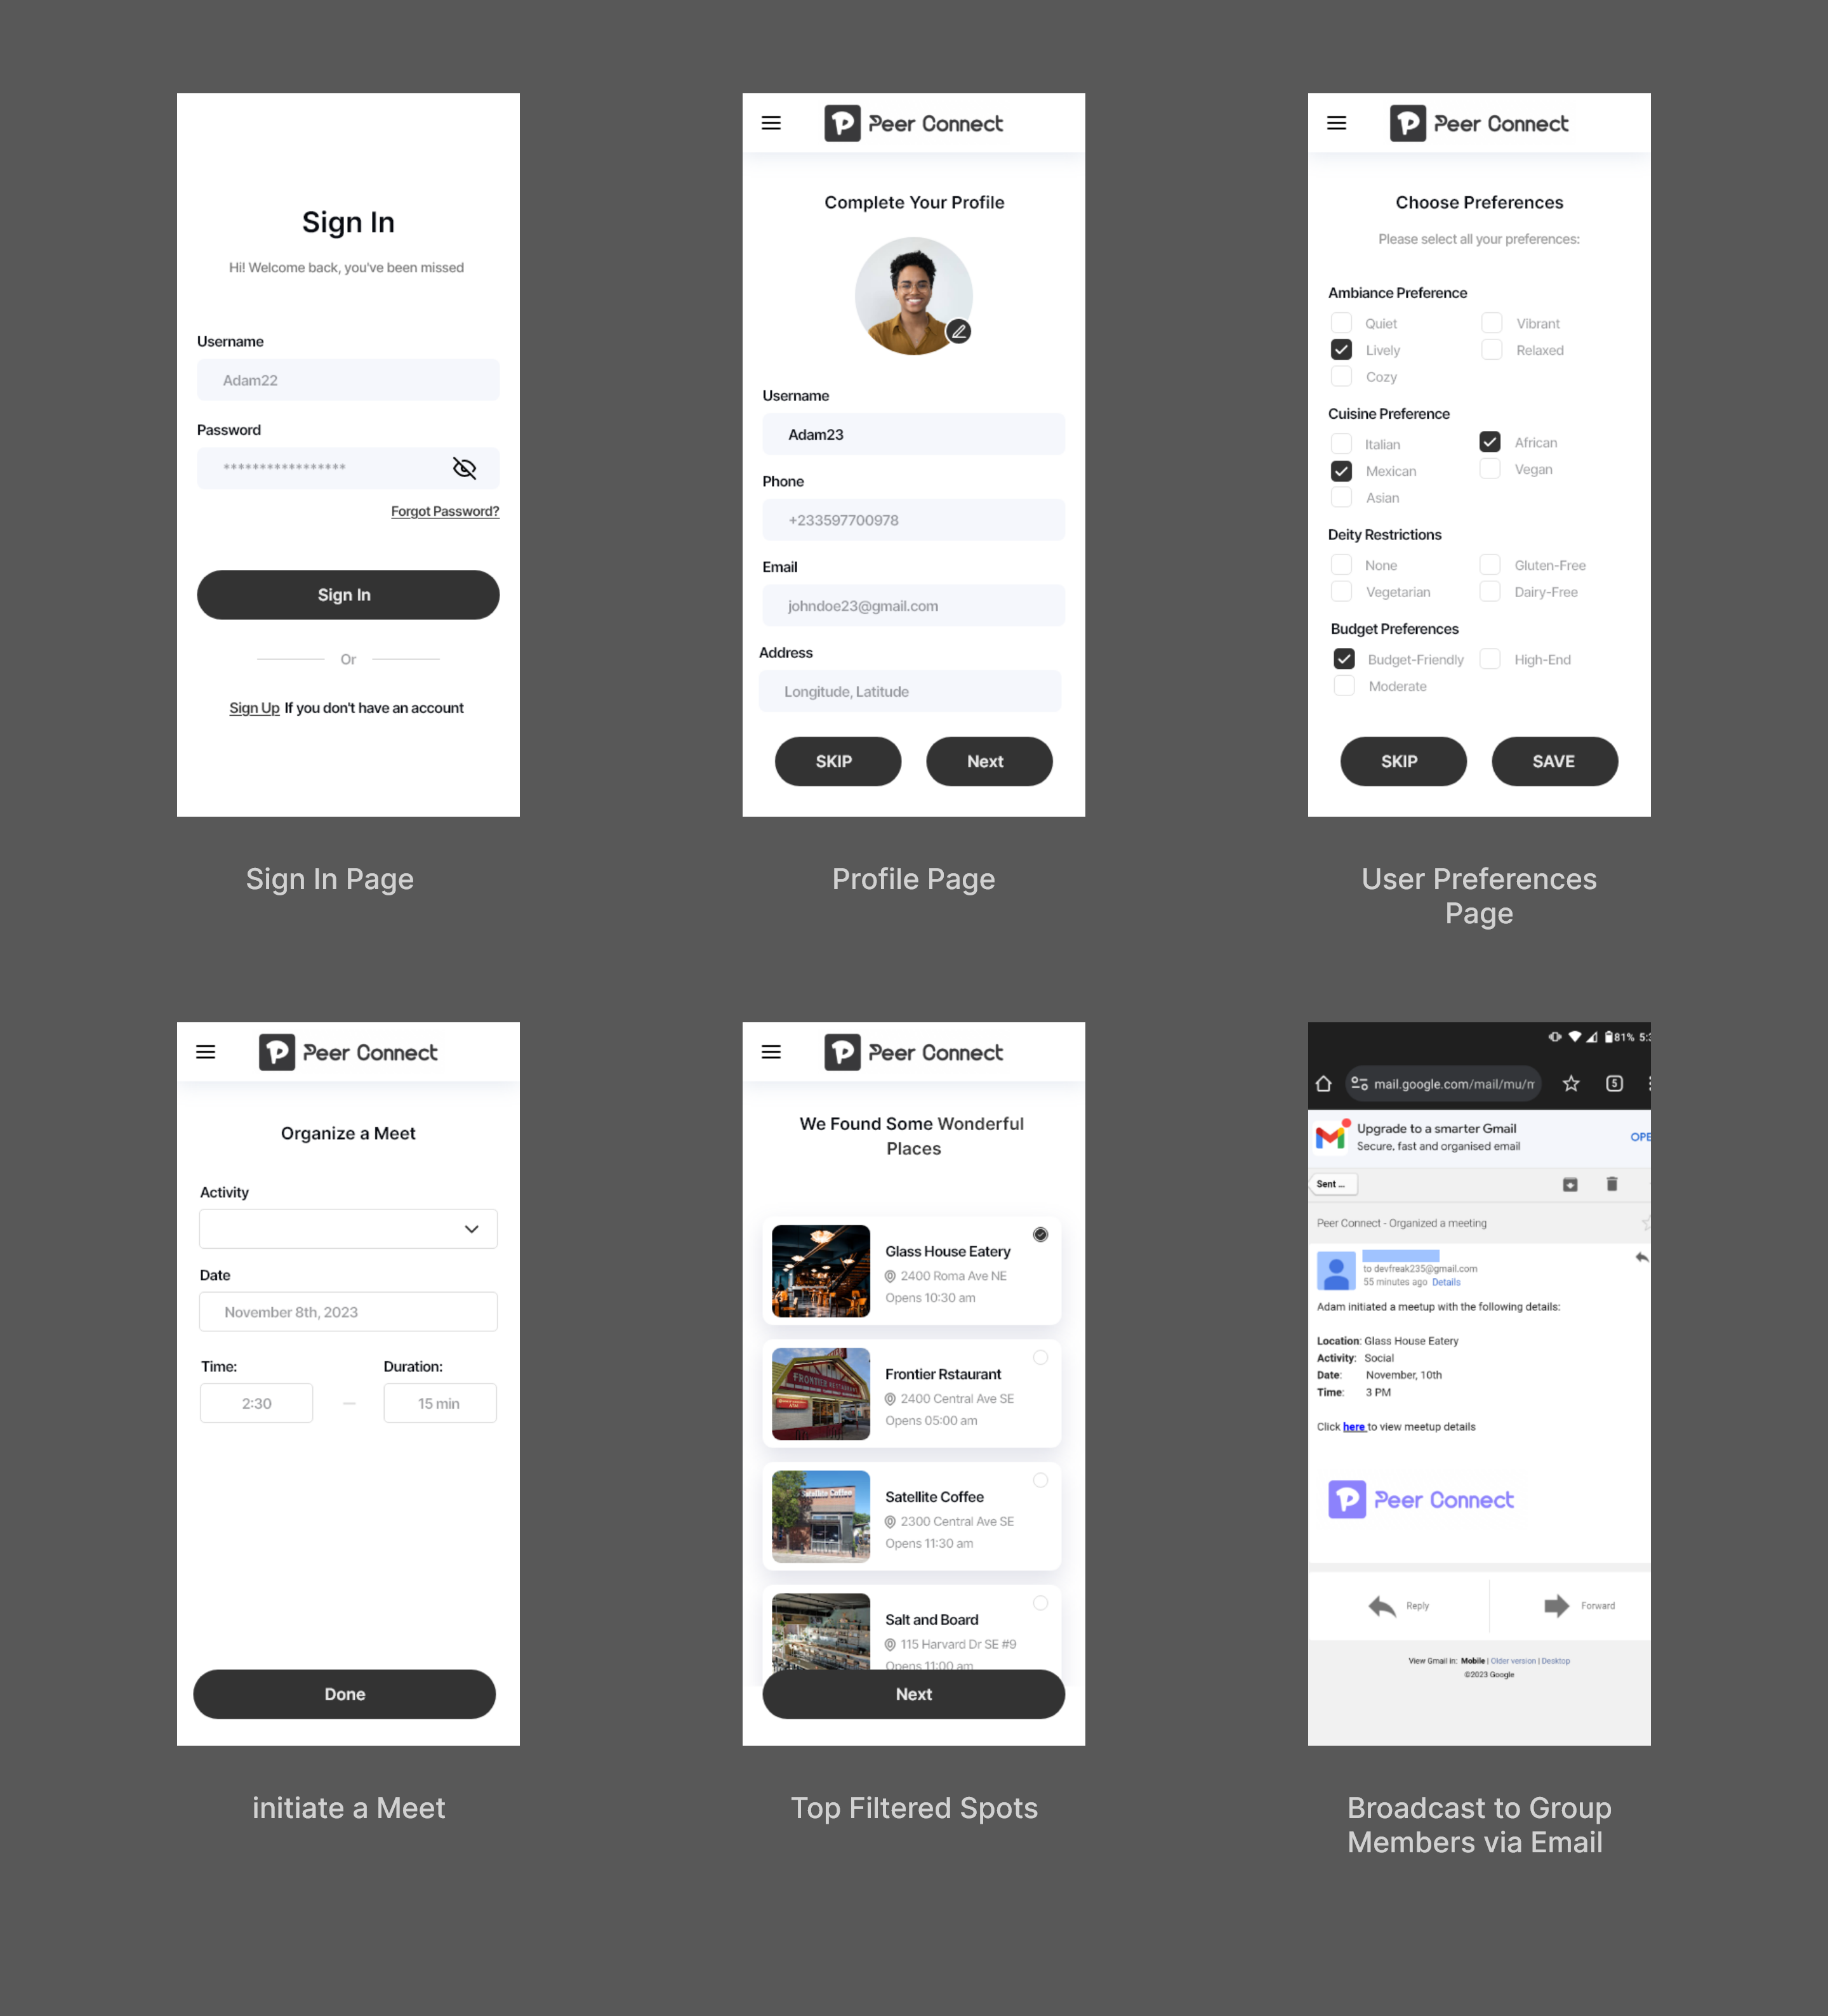 Sign In
Hi! Welcome back, you've been missed
Username
Adam22
Password
*****************
Forgot Password?
Sign In
Or
Sign Up If you don't have an account
Sign In Page
Peer Connect
Complete Your Profile
Username
Adam23
Phone
+233597700978
Email
johndoe23@gmail.com
Address
Longitude, Latitude
SKIP Next
Profile Page
Peer Connect
Choose Preferences
Please select all your preferences:
Ambiance Preference
Quiet Vibrant
Lively Relaxed
Cozy
Cuisine Preference
Italian African
Mexican Vegan
Asian
Deity Restrictions
None Gluten-Free
Vegetarian Dairy-Free
Budget Preferences
Budget-Friendly High-End
Moderate
SKIP SAVE
User Preferences
Page
Peer Connect
Organize a Meet
Activity
Date
November 8th, 2023
Time: Duration:
2:30 — 15 min
Done
initiate a Meet
Peer Connect
We Found Some Wonderful
Places
Glass House Eatery
2400 Roma Ave NE
Opens 10:30 am
FRONTIER RESTAURANT
Frontier Rstaurant
2400 Central Ave SE
Opens 05:00 am
Satellite Coffee
Satellite Coffee
2300 Central Ave SE
Opens 11:30 am
Salt and Board
115 Harvard Dr SE #9
Opens 11:00 am
Next
Top Filtered Spots
81% 5:
mail.google.com/mail/mu/m
5
Upgrade to a smarter Gmail
Secure, fast and organised email
OPE
Sent ...
Peer Connect - Organized a meeting
to devfreak235@gmail.com
55 minutes ago Details
Adam initiated a meetup with the following details:
Location: Glass House Eatery
Activity: Social
Date: November, 10th
Time: 3 PM
Click here to view meetup details
Peer Connect
Reply Forward
View Gmail in: Mobile | Older version | Desktop
©2023 Google
Broadcast to Group
Members via Email